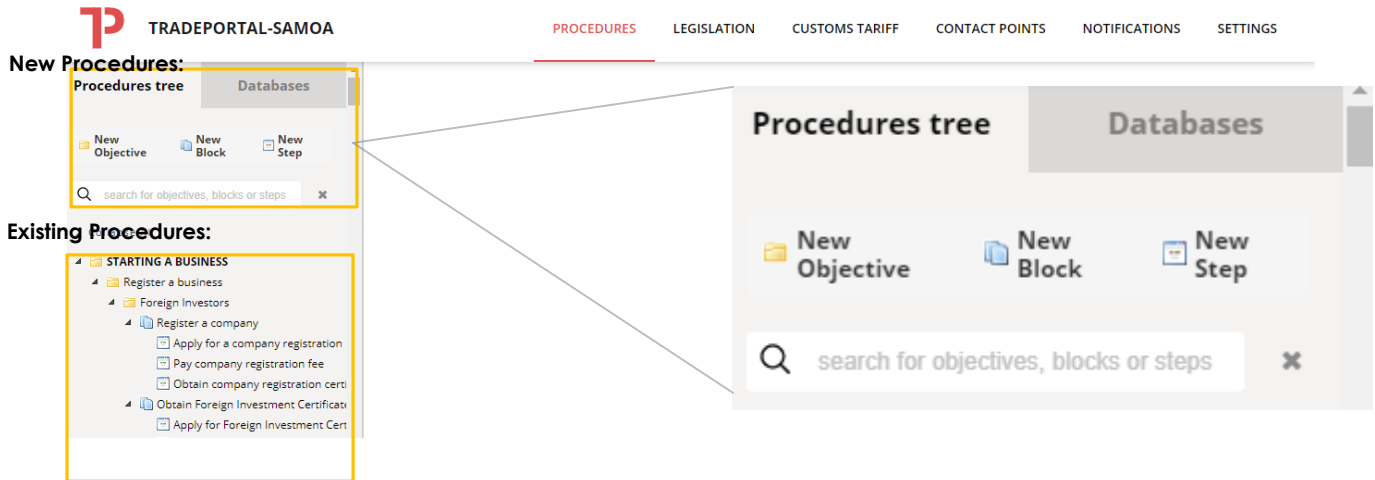 TRADEPORTAL-SAMOA
PROCEDURES LEGISLATION CUSTOMS TARIFF CONTACT POINTS NOTIFICATIONS SETTINGS
New Procedures:
Procedures tree Databases
New Objective New Block New Step
search for objectives, blocks or steps
Existing Procedures:
STARTING A BUSINESS
Register a business
Foreign Investors
Register a company
Apply for a company registration
Pay company registration fee
Obtain company registration certi
Obtain Foreign Investment Certificate
Apply for Foreign Investment Cert
Procedures tree Databases
New New New
Objective Block Step
search for objectives, blocks or steps